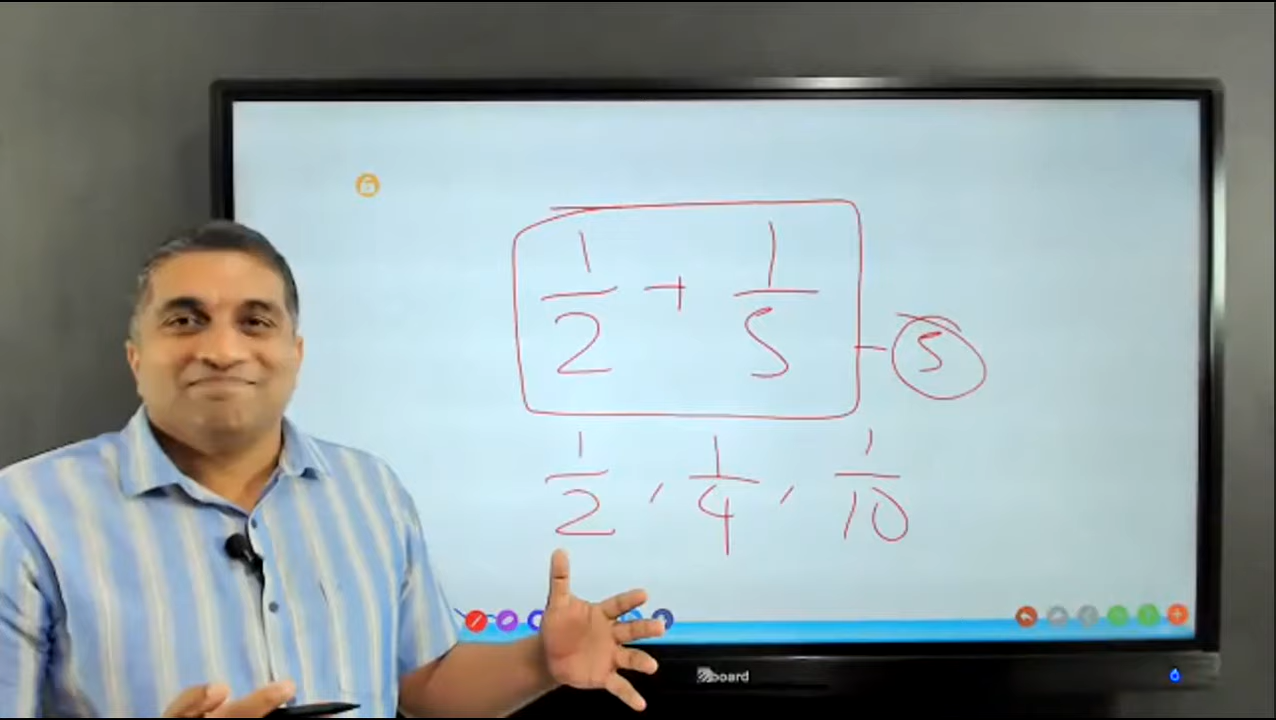 1/2 + 1/5
5
1/2, 1/4, 1/10
board